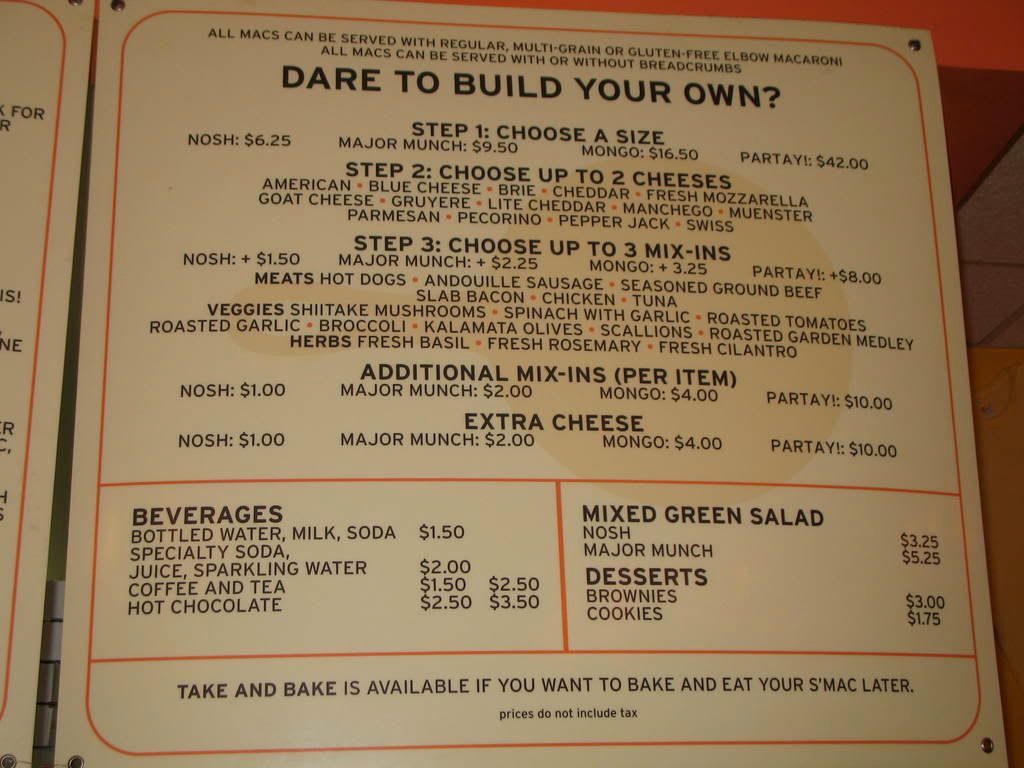 K FOR
R
IS!
NE
ER
C,
H
S
ALL MACS CAN BE SERVED WITH REGULAR, MULTI-GRAIN OR GLUTEN-FREE ELBOW MACARONI
ALL MACS CAN BE SERVED WITH OR WITHOUT BREADCRUMBS
DARE TO BUILD YOUR OWN?
STEP 1: CHOOSE A SIZE
NOSH: $6.25 MAJOR MUNCH: $9.50 MONGO: $16.50 PARTAY!: $42.00
STEP 2: CHOOSE UP TO 2 CHEESES
AMERICAN • BLUE CHEESE • BRIE • CHEDDAR • FRESH MOZZARELLA
GOAT CHEESE • GRUYERE • LITE CHEDDAR • MANCHEGO • MUENSTER
PARMESAN • PECORINO • PEPPER JACK • SWISS
STEP 3: CHOOSE UP TO 3 MIX-INS
NOSH: + $1.50 MAJOR MUNCH: + $2.25 MONGO: + 3.25 PARTAY!: +$8.00
MEATS HOT DOGS • ANDOUILLE SAUSAGE • SEASONED GROUND BEEF
SLAB BACON • CHICKEN • TUNA
VEGGIES SHIITAKE MUSHROOMS • SPINACH WITH GARLIC • ROASTED TOMATOES
ROASTED GARLIC • BROCCOLI • KALAMATA OLIVES • SCALLIONS • ROASTED GARDEN MEDLEY
HERBS FRESH BASIL • FRESH ROSEMARY • FRESH CILANTRO
ADDITIONAL MIX-INS (PER ITEM)
NOSH: $1.00 MAJOR MUNCH: $2.00 MONGO: $4.00 PARTAY!: $10.00
EXTRA CHEESE
NOSH: $1.00 MAJOR MUNCH: $2.00 MONGO: $4.00 PARTAY!: $10.00
BEVERAGES
BOTTLED WATER, MILK, SODA $1.50
SPECIALTY SODA,
JUICE, SPARKLING WATER $2.00
COFFEE AND TEA $1.50 $2.50
HOT CHOCOLATE $2.50 $3.50
MIXED GREEN SALAD
NOSH $3.25
MAJOR MUNCH $5.25
DESSERTS
BROWNIES $3.00
COOKIES $1.75
TAKE AND BAKE IS AVAILABLE IF YOU WANT TO BAKE AND EAT YOUR S'MAC LATER.
prices do not include tax